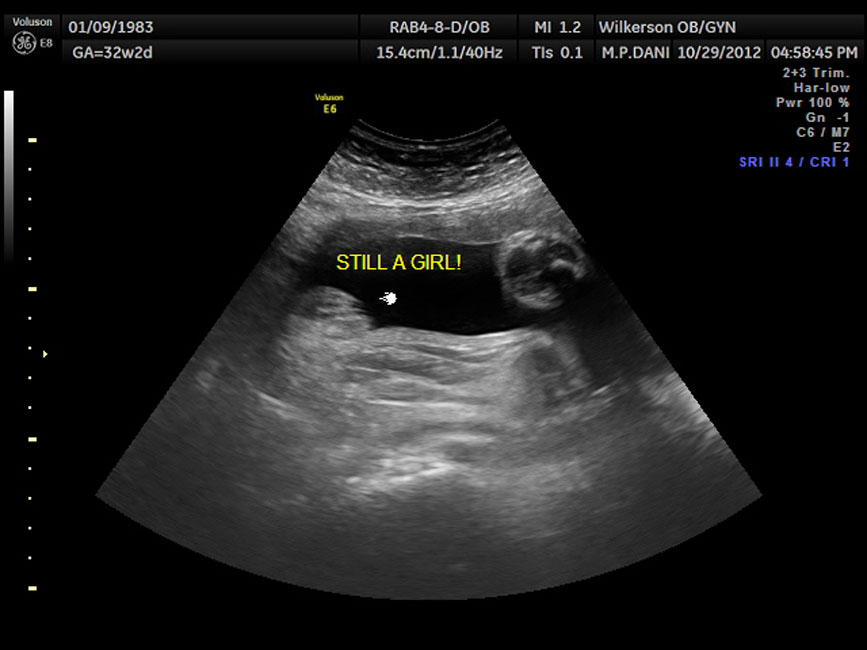 Voluson
E8
01/09/1983
RAB4-8-D/OB
MI 1.2
Wilkerson OB/GYN
GA=32w2d
15.4cm/1.1/40Hz
TIs 0.1
M.P.DANI
10/29/2012
04:58:45 PM
2+3 Trim.
Har-low
Pwr 100 %
Gn -1
C6 / M7
E2
SRI II 4 / CRI 1
Voluson
E6
STILL A GIRL!